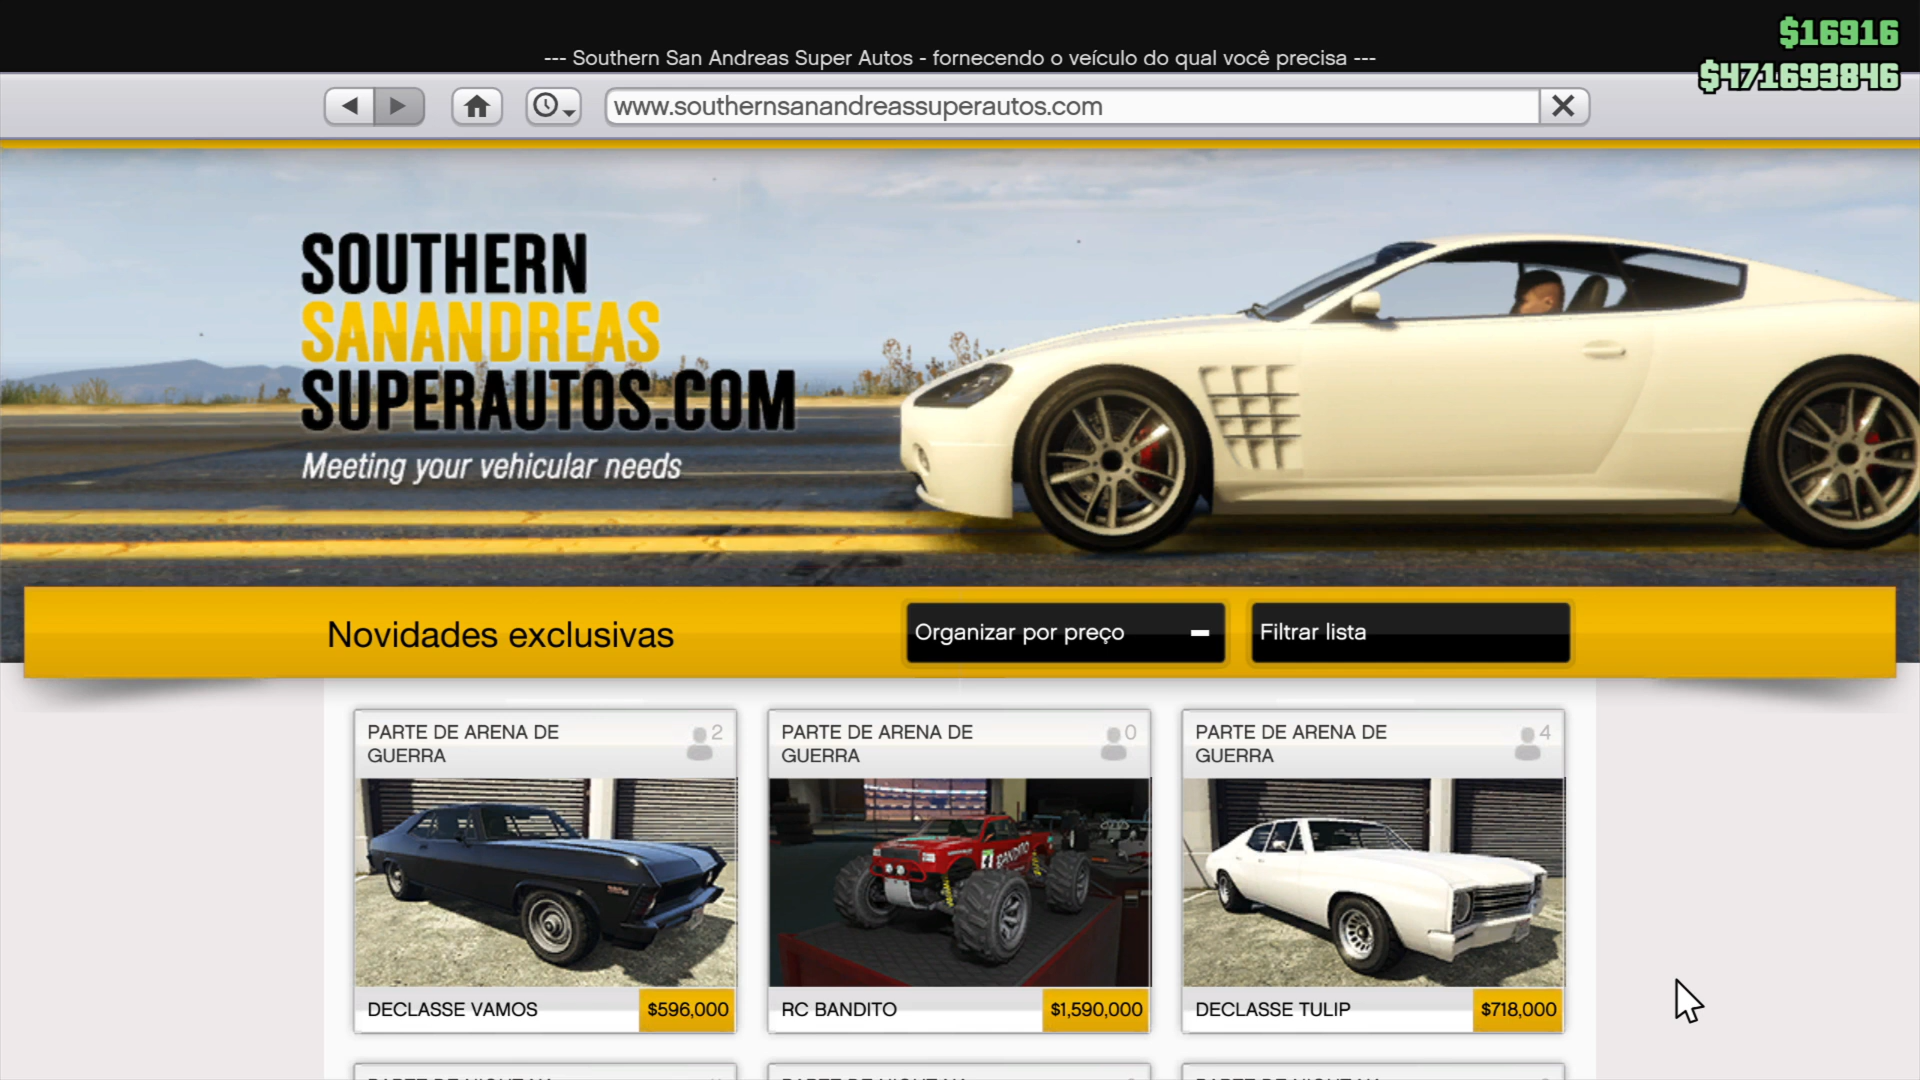 $16916
--- Southern San Andreas Super Autos - fornecendo o veículo do qual você precisa ---
$471693846
www.southernsanandreassuperautos.com
SOUTHERN
SANANDREAS
SUPERAUTOS.COM
Meeting your vehicular needs
Novidades exclusivas
Organizar por preço
Filtrar lista
PARTE DE ARENA DE
GUERRA
2
PARTE DE ARENA DE
GUERRA
0
PARTE DE ARENA DE
GUERRA
4
BANDITO
DECLASSE VAMOS
$596,000
RC BANDITO
$1,590,000
DECLASSE TULIP
$718,000